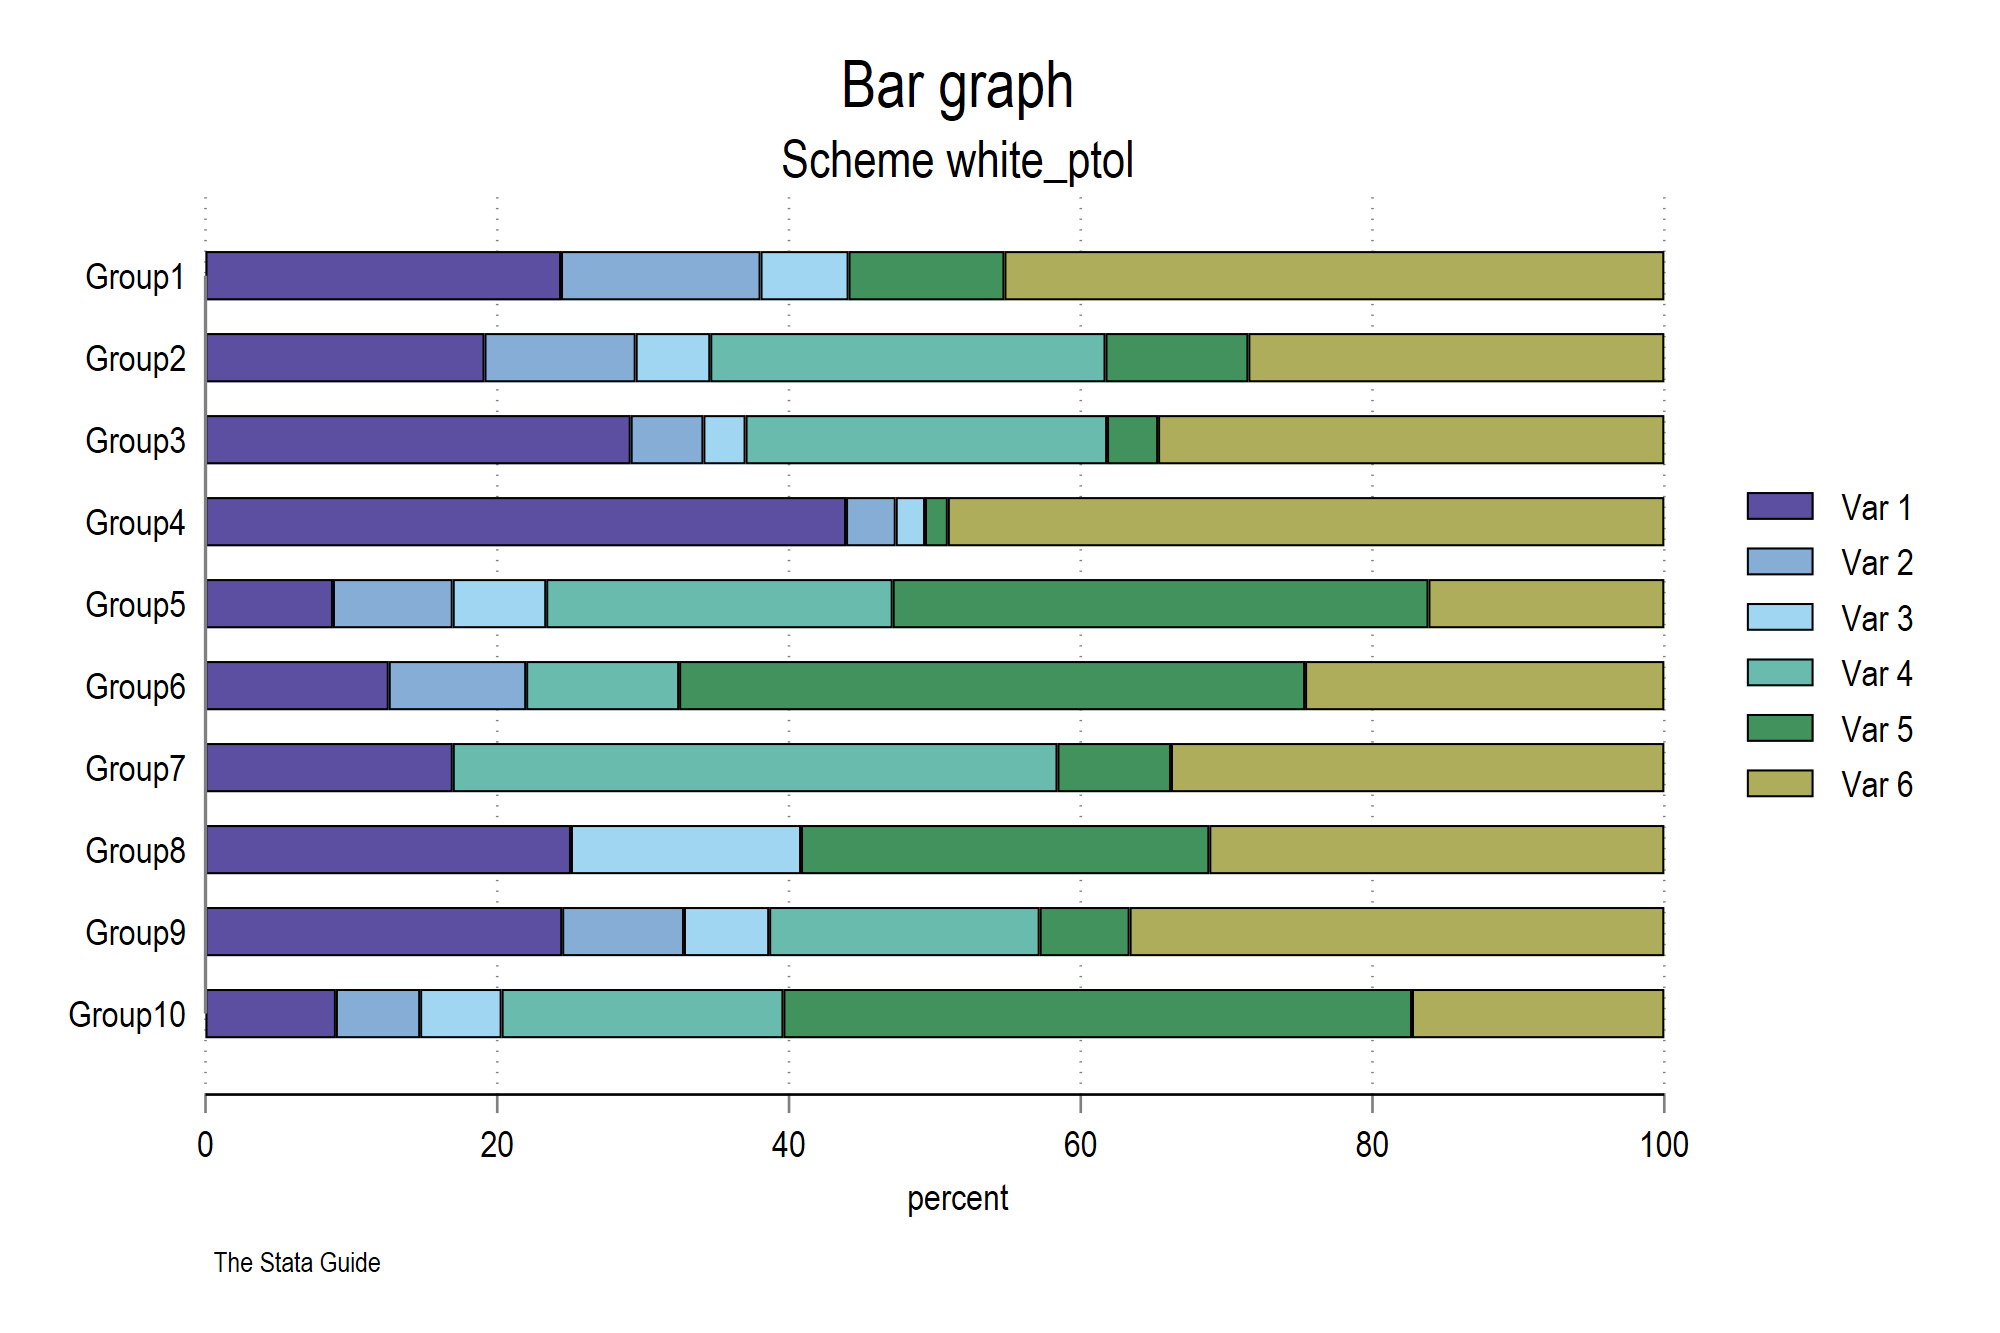 Bar graph
Scheme white_ptol
Group1
Group2
Group3
Group4
Group5
Group6
Group7
Group8
Group9
Group10
Var 1
Var 2
Var 3
Var 4
Var 5
Var 6
0 20 40 60 80 100
percent
The Stata Guide